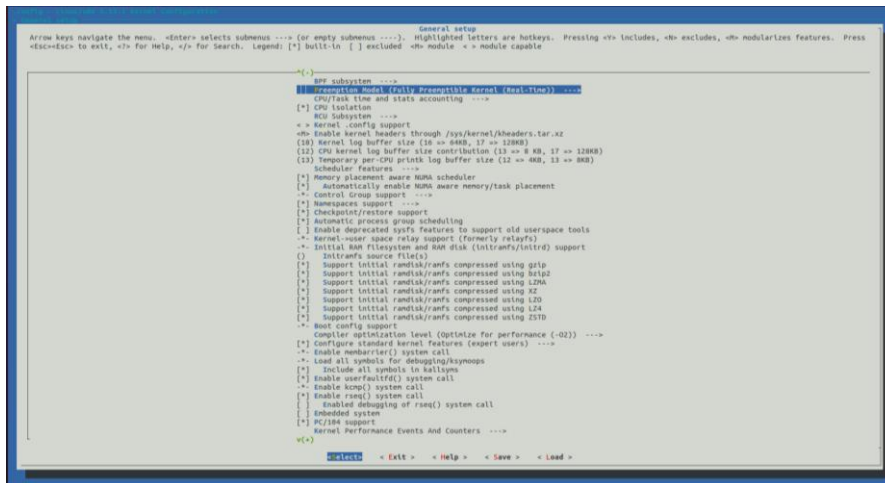 General setup
Arrow keys navigate the menu. <Enter> selects submenus ---> (or empty submenus ----). Highlighted letters are hotkeys. Pressing <Y> includes, <N> excludes, <M> modularizes features. Press
<Esc><Esc> to exit, <?> for Help, </> for Search. Legend: [*] built-in [ ] excluded <M> module < > module capable
^(-)
BPF subsystem --->
Preemption Model (Fully Preemptible Kernel (Real-Time)) --->
CPU/Task time and stats accounting --->
[*] CPU isolation
RCU Subsystem --->
< > Kernel .config support
<M> Enable kernel headers through /sys/kernel/kheaders.tar.xz
(18) Kernel log buffer size (16 => 64KB, 17 => 128KB)
(12) CPU kernel log buffer size contribution (13 => 8 KB, 17 => 128KB)
(13) Temporary per-CPU printk log buffer size (12 => 4KB, 13 => 8KB)
Scheduler features --->
[*] Memory placement aware NUMA scheduler
[*] Automatically enable NUMA aware memory/task placement
-*- Control Group support --->
[*] Namespaces support --->
[*] Checkpoint/restore support
[*] Automatic process group scheduling
[ ] Enable deprecated sysfs features to support old userspace tools
-*- Kernel->user space relay support (formerly relayfs)
-*- Initial RAM filesystem and RAM disk (initramfs/initrd) support
() Initramfs source file(s)
[*] Support initial ramdisk/ramfs compressed using gzip
[*] Support initial ramdisk/ramfs compressed using bzip2
[*] Support initial ramdisk/ramfs compressed using LZMA
[*] Support initial ramdisk/ramfs compressed using XZ
[*] Support initial ramdisk/ramfs compressed using LZO
[*] Support initial ramdisk/ramfs compressed using LZ4
[*] Support initial ramdisk/ramfs compressed using ZSTD
-*- Boot config support
Compiler optimization level (Optimize for performance (-O2)) --->
[*] Configure standard kernel features (expert users) --->
-*- Enable membarrier() system call
-*- Load all symbols for debugging/ksymoops
[*] Include all symbols in kallsyms
[*] Enable userfaultfd() system call
-*- Enable kcmp() system call
[*] Enable rseq() system call
[ ] Enabled debugging of rseq() system call
[ ] Embedded system
[*] PC/104 support
Kernel Performance Events And Counters --->
v(+)
<Select> < Exit > < Help > < Save > < Load >